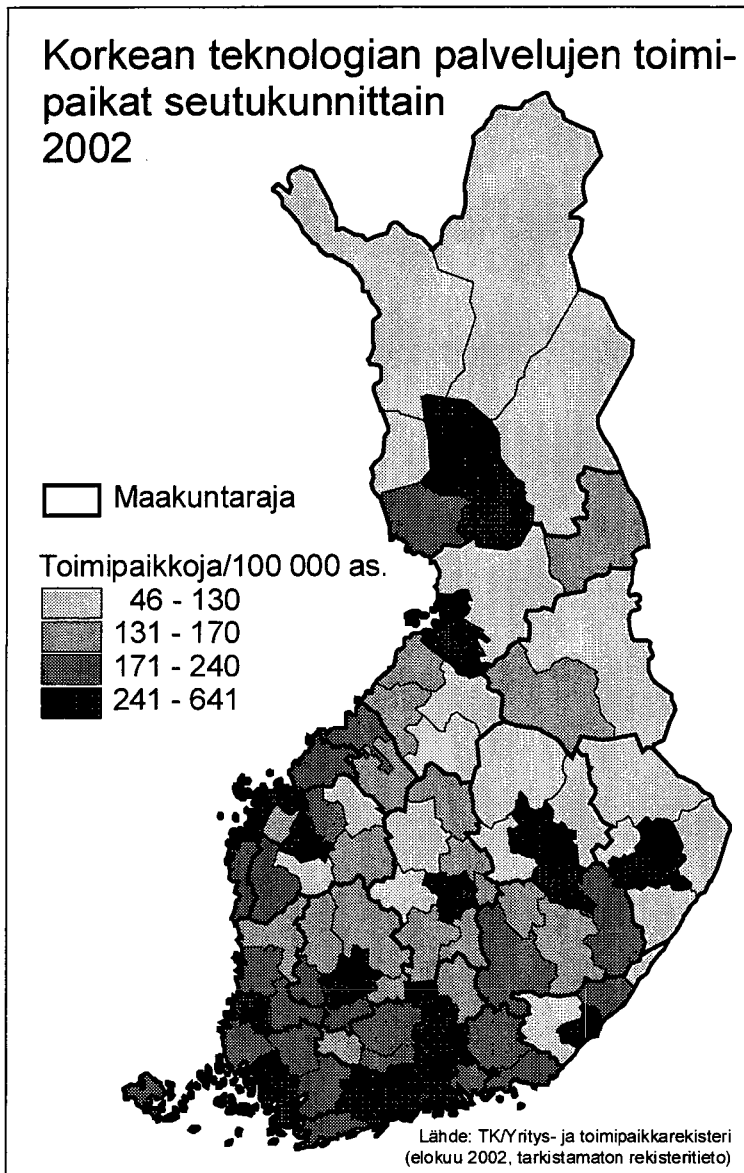 Korkean teknologian palvelujen toimi-
paikat seutukunnittain
2002
Maakuntaraja
Toimipaikkoja/100 000 as.
46 - 130
131 - 170
171 - 240
241 - 641
Lähde: TK/Yritys- ja toimipaikkarekisteri
(elokuu 2002, tarkistamaton rekisteritieto)